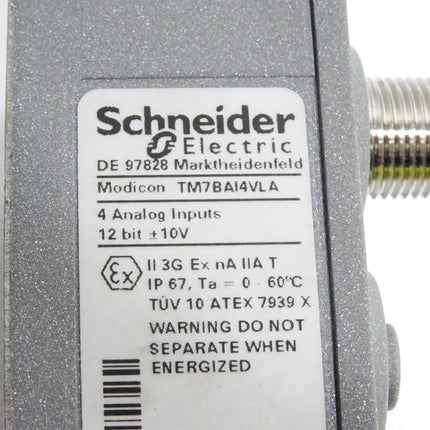 Schneider
Electric
DE 97828 Marktheidenfeld
Modicon TM7BAI4VLA
4 Analog Inputs
12 bit ±10V
Ex II 3G Ex nA IIA T
IP 67, Ta = 0 - 60°C
TÜV 10 ATEX 7939 X
WARNING DO NOT
SEPARATE WHEN
ENERGIZED